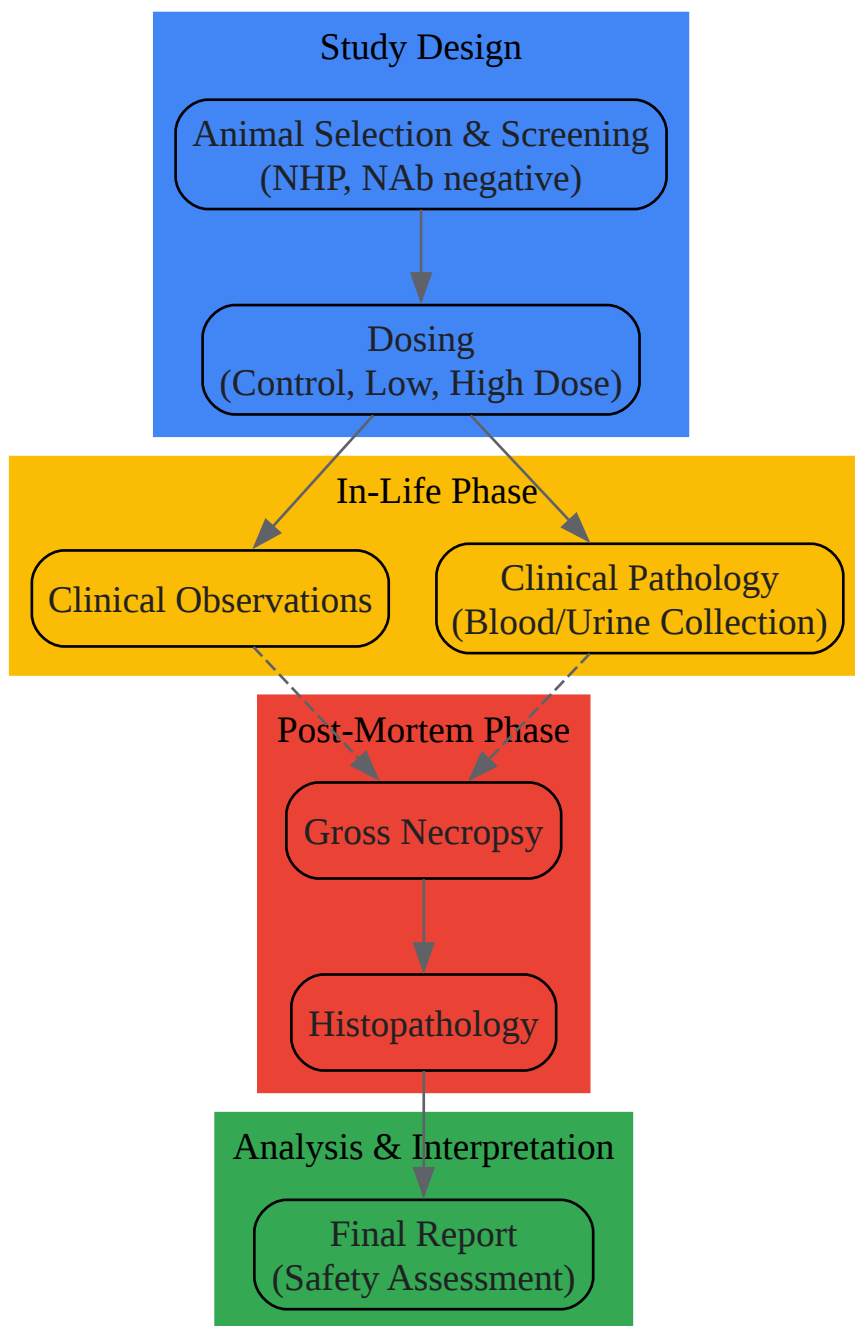 Study Design
Animal Selection & Screening
(NHP, NAb negative)
Dosing
(Control, Low, High Dose)
In-Life Phase
Clinical Observations
Clinical Pathology
(Blood/Urine Collection)
Post-Mortem Phase
Gross Necropsy
Histopathology
Analysis & Interpretation
Final Report
(Safety Assessment)